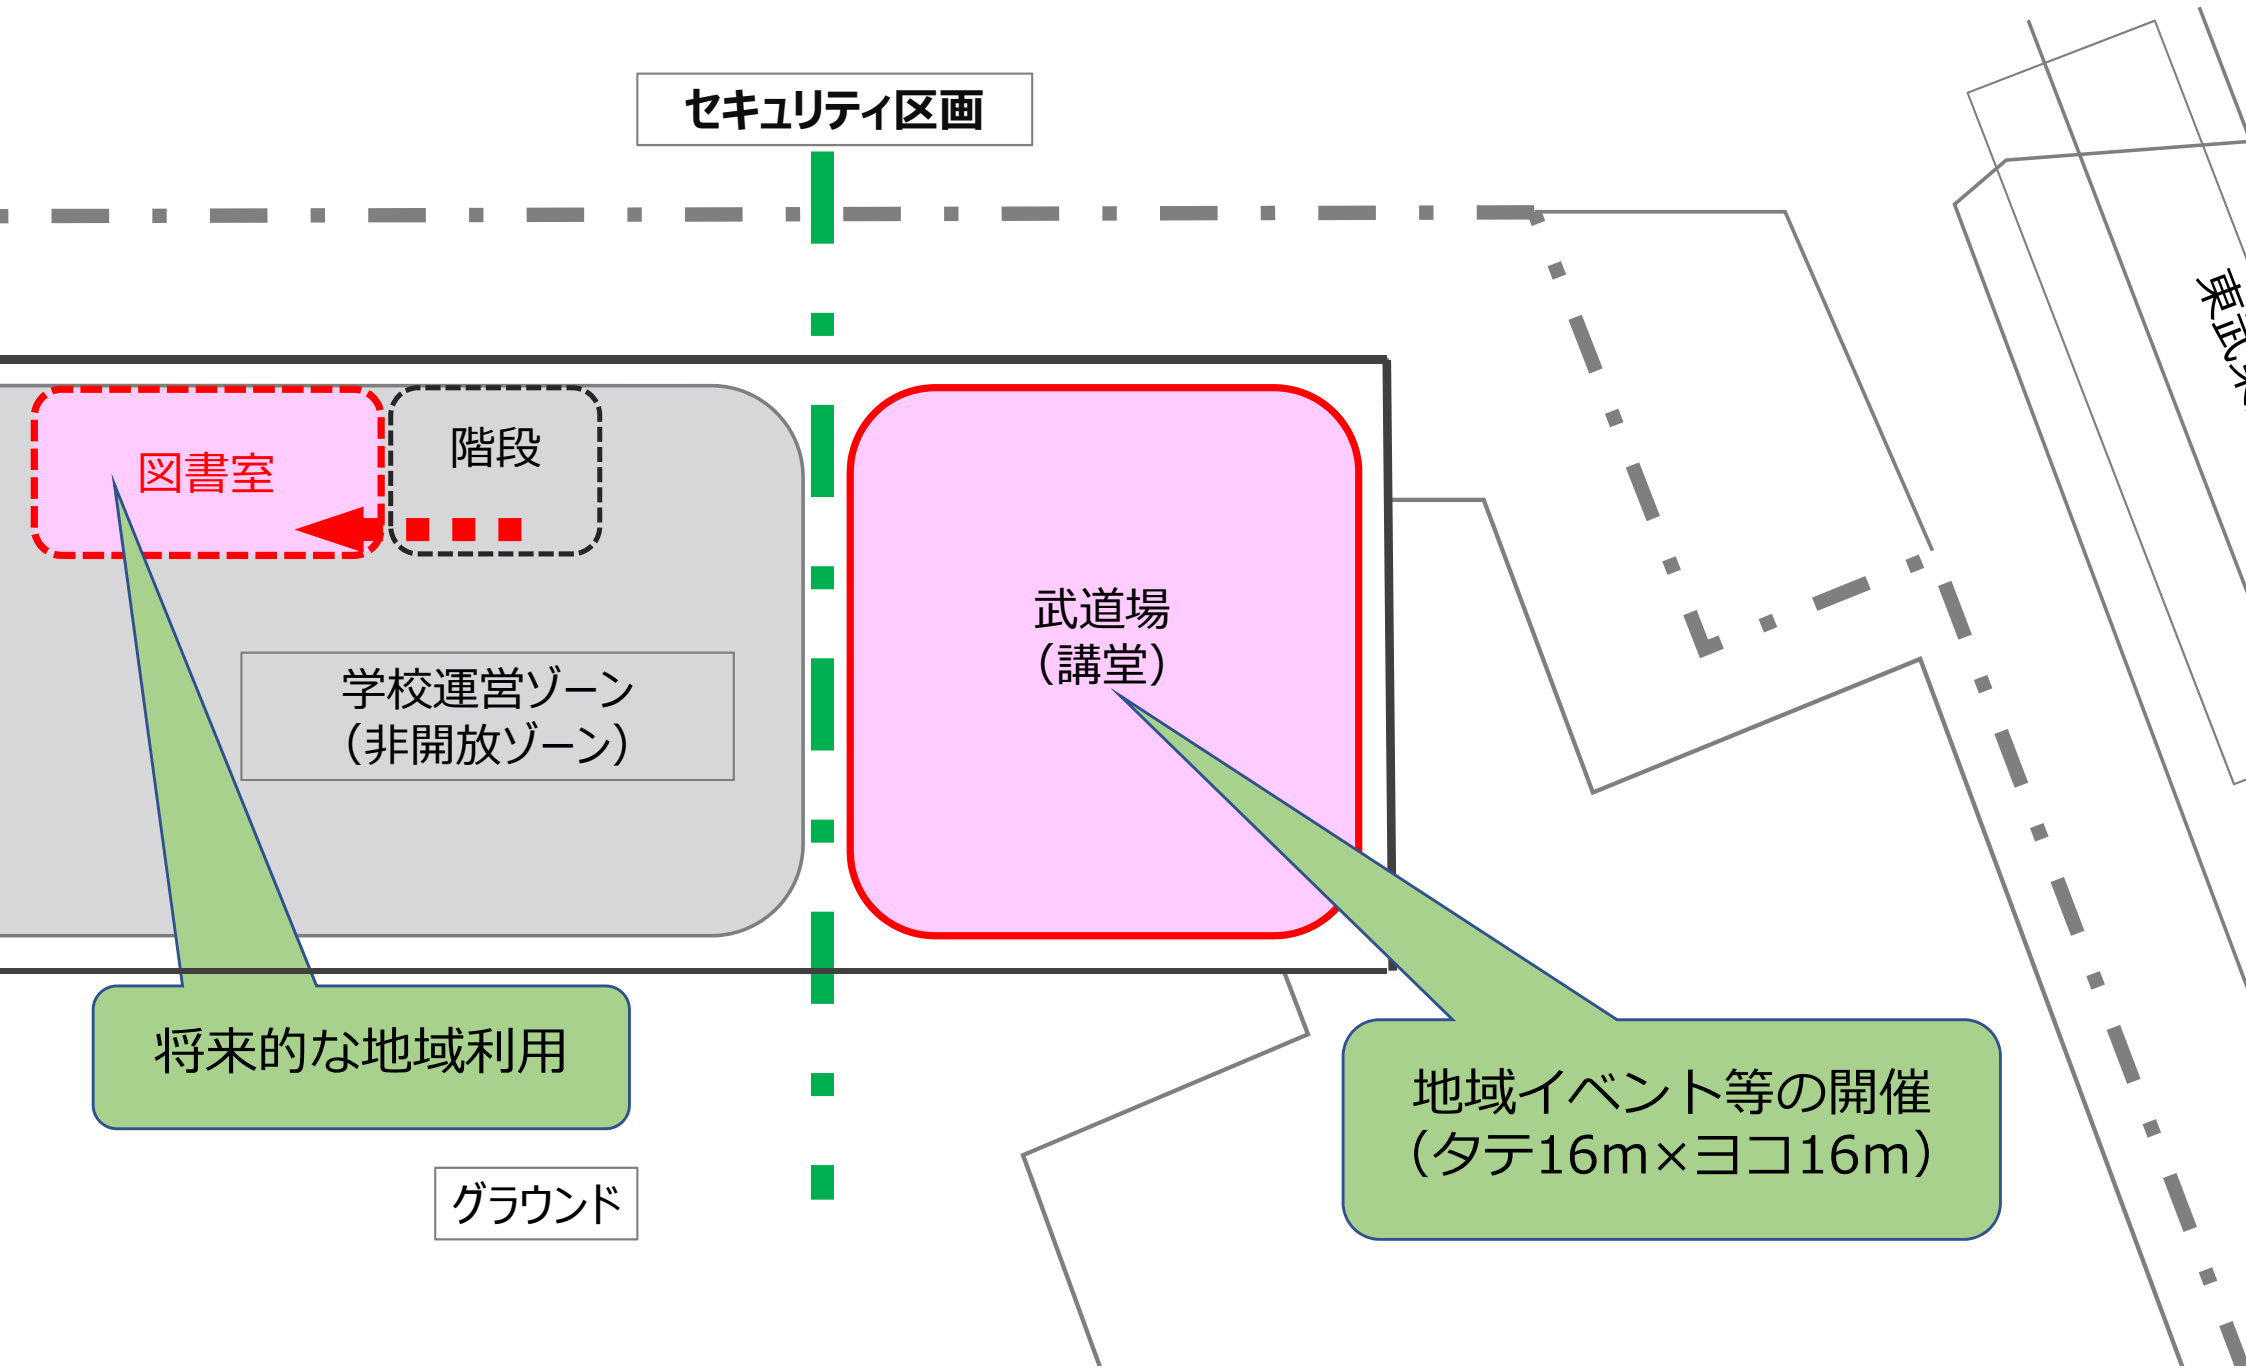 セキュリティ区画
東武
図書室
階段
武道場
（講堂）
学校運営ゾーン
（非開放ゾーン）
将来的な地域利用
地域イベント等の開催
（タテ16m×ヨコ16m）
グラウンド